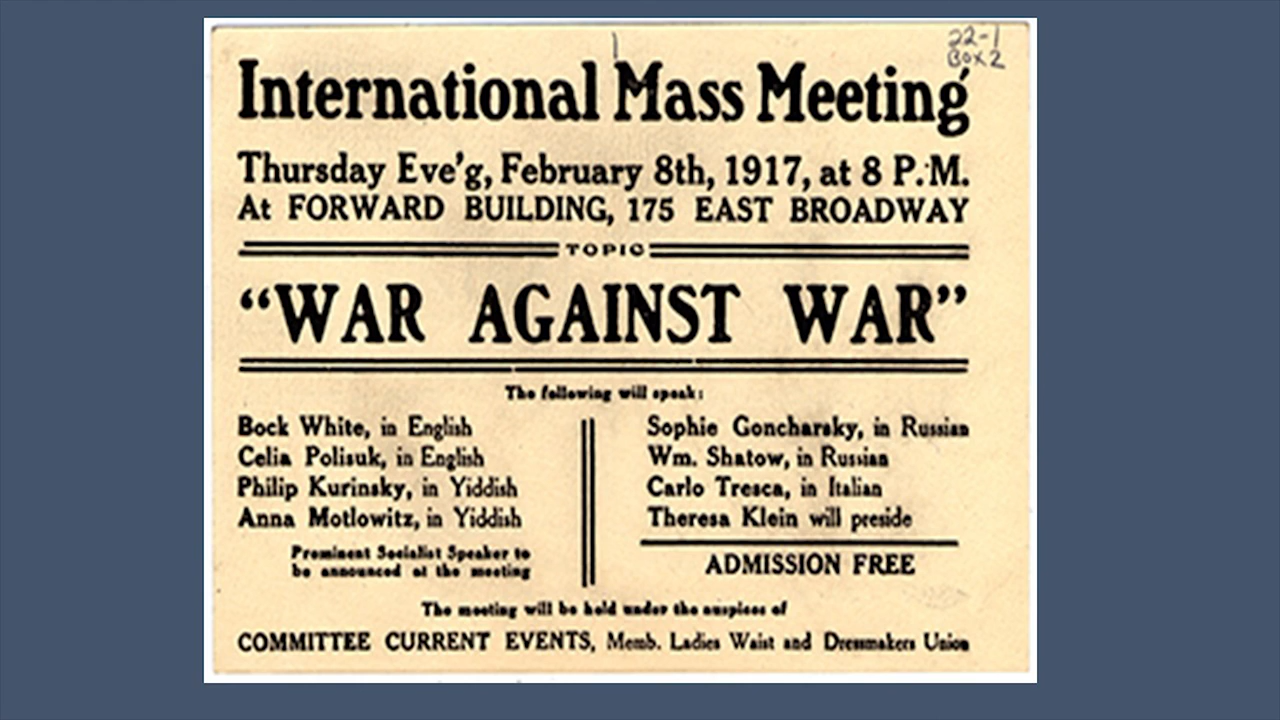 22-1
Box 2
International Mass Meeting
Thursday Eve'g, February 8th, 1917, at 8 P.M.
At FORWARD BUILDING, 175 EAST BROADWAY
TOPIC
"WAR AGAINST WAR"
The following will speak:
Bock White, in English
Celia Polisuk, in English
Philip Kurinsky, in Yiddish
Anna Motlowitz, in Yiddish
Prominent Socialist Speaker to
be announced at the meeting
Sophie Goncharsky, in Russian
Wm. Shatow, in Russian
Carlo Tresca, in Italian
Theresa Klein will preside
ADMISSION FREE
The meeting will be held under the auspices of
COMMITTEE CURRENT EVENTS, Memb. Ladies Waist and Dressmakers Union